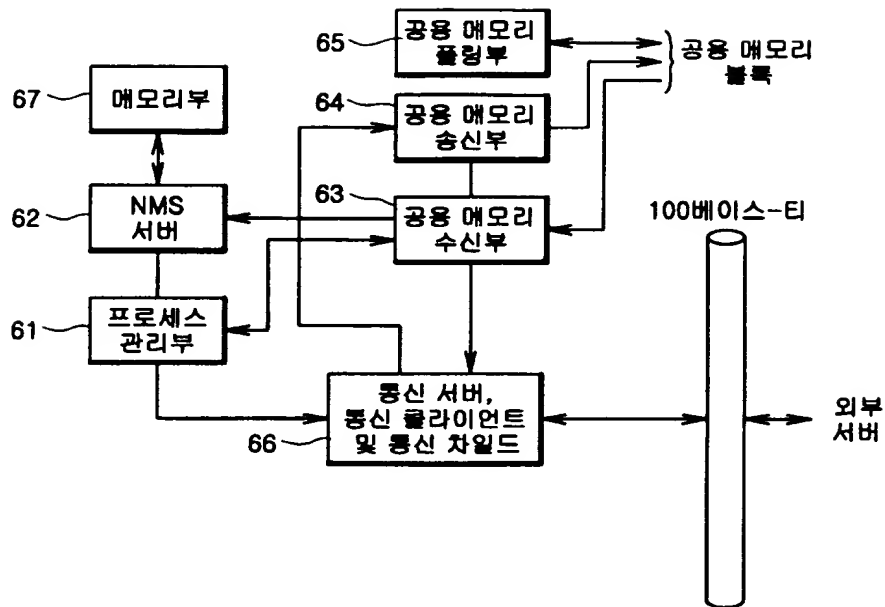 65
공용 메모리
폴링부
공용 메모리
블록
67
메모리부
64
공용 메모리
송신부
62
NMS
서버
63
공용 메모리
수신부
100베이스-티
61
프로세스
관리부
66
통신 서버,
통신 클라이언트
및 통신 차일드
외부
서버